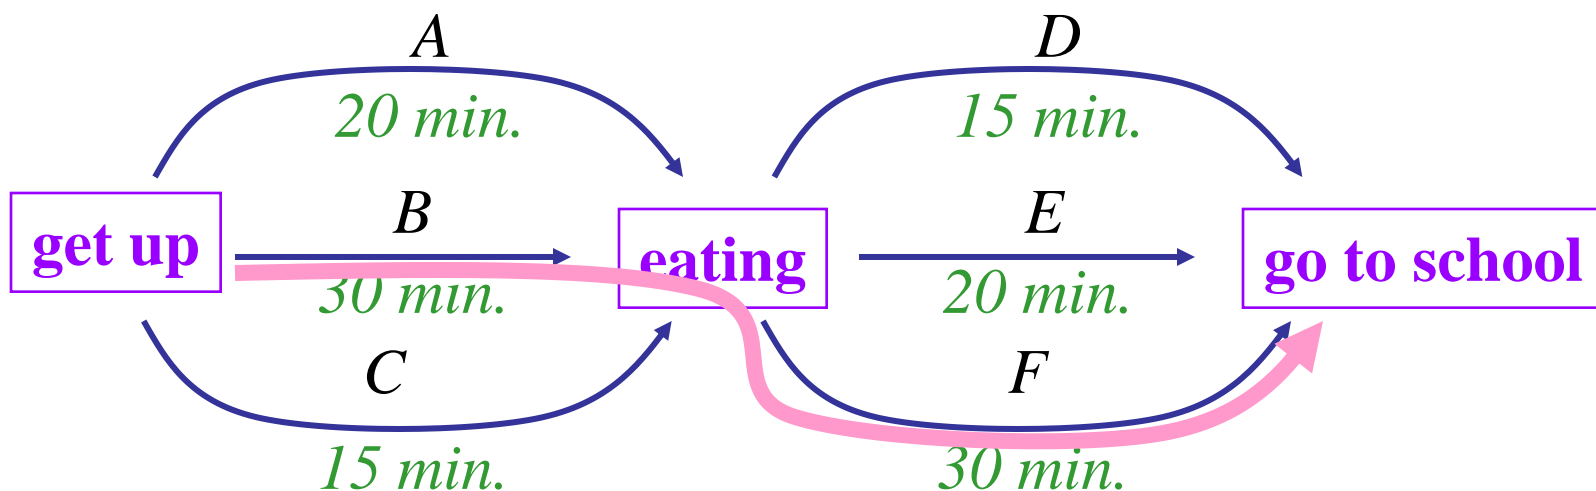 A
D
20 min.
15 min.
B
E
get up
eating
go to school
30 min.
20 min.
C
F
15 min.
30 min.